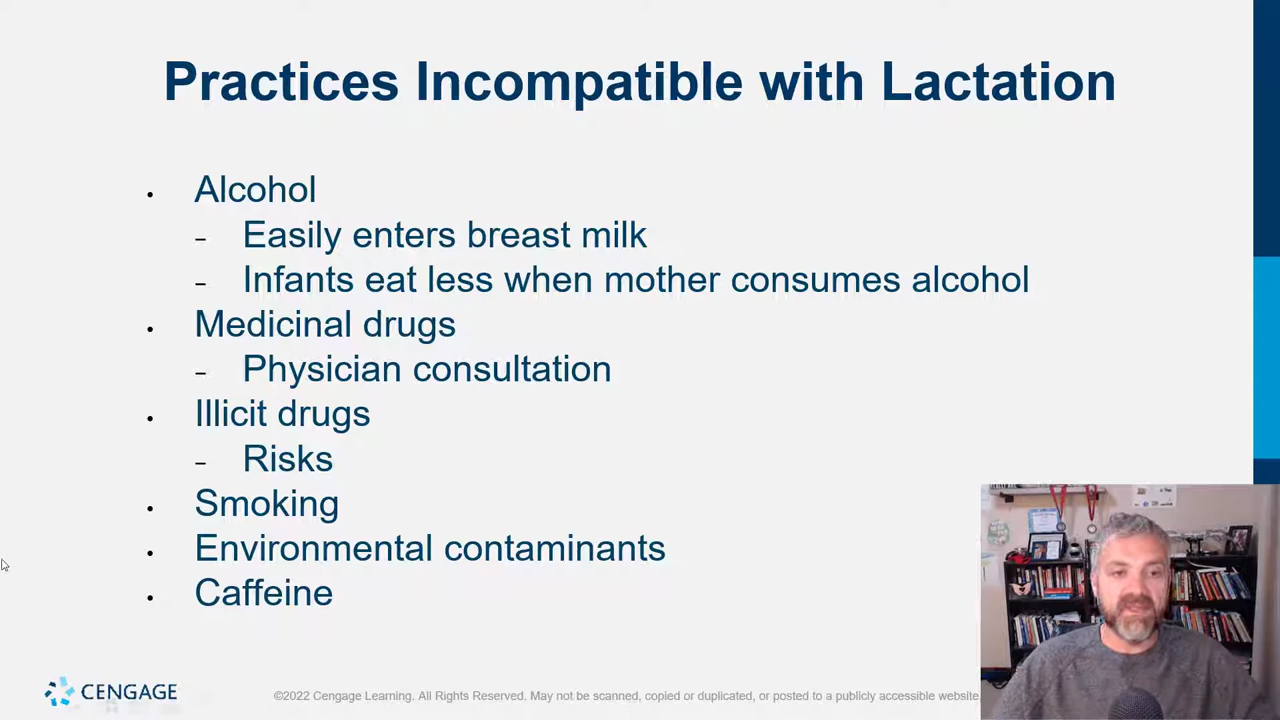 Practices Incompatible with Lactation
• Alcohol
– Easily enters breast milk
– Infants eat less when mother consumes alcohol
• Medicinal drugs
– Physician consultation
• Illicit drugs
– Risks
• Smoking
• Environmental contaminants
• Caffeine
CENGAGE
©2022 Cengage Learning. All Rights Reserved. May not be scanned, copied or duplicated, or posted to a publicly accessible website